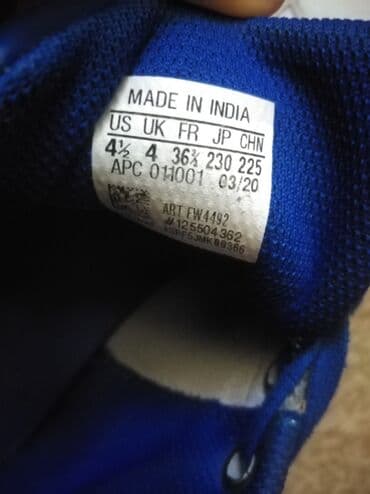 MADE IN INDIA
US UK FR JP CHN
4½ 4 36⅔ 230 225
APC 011001 03/20
ART FW4492
#125504362